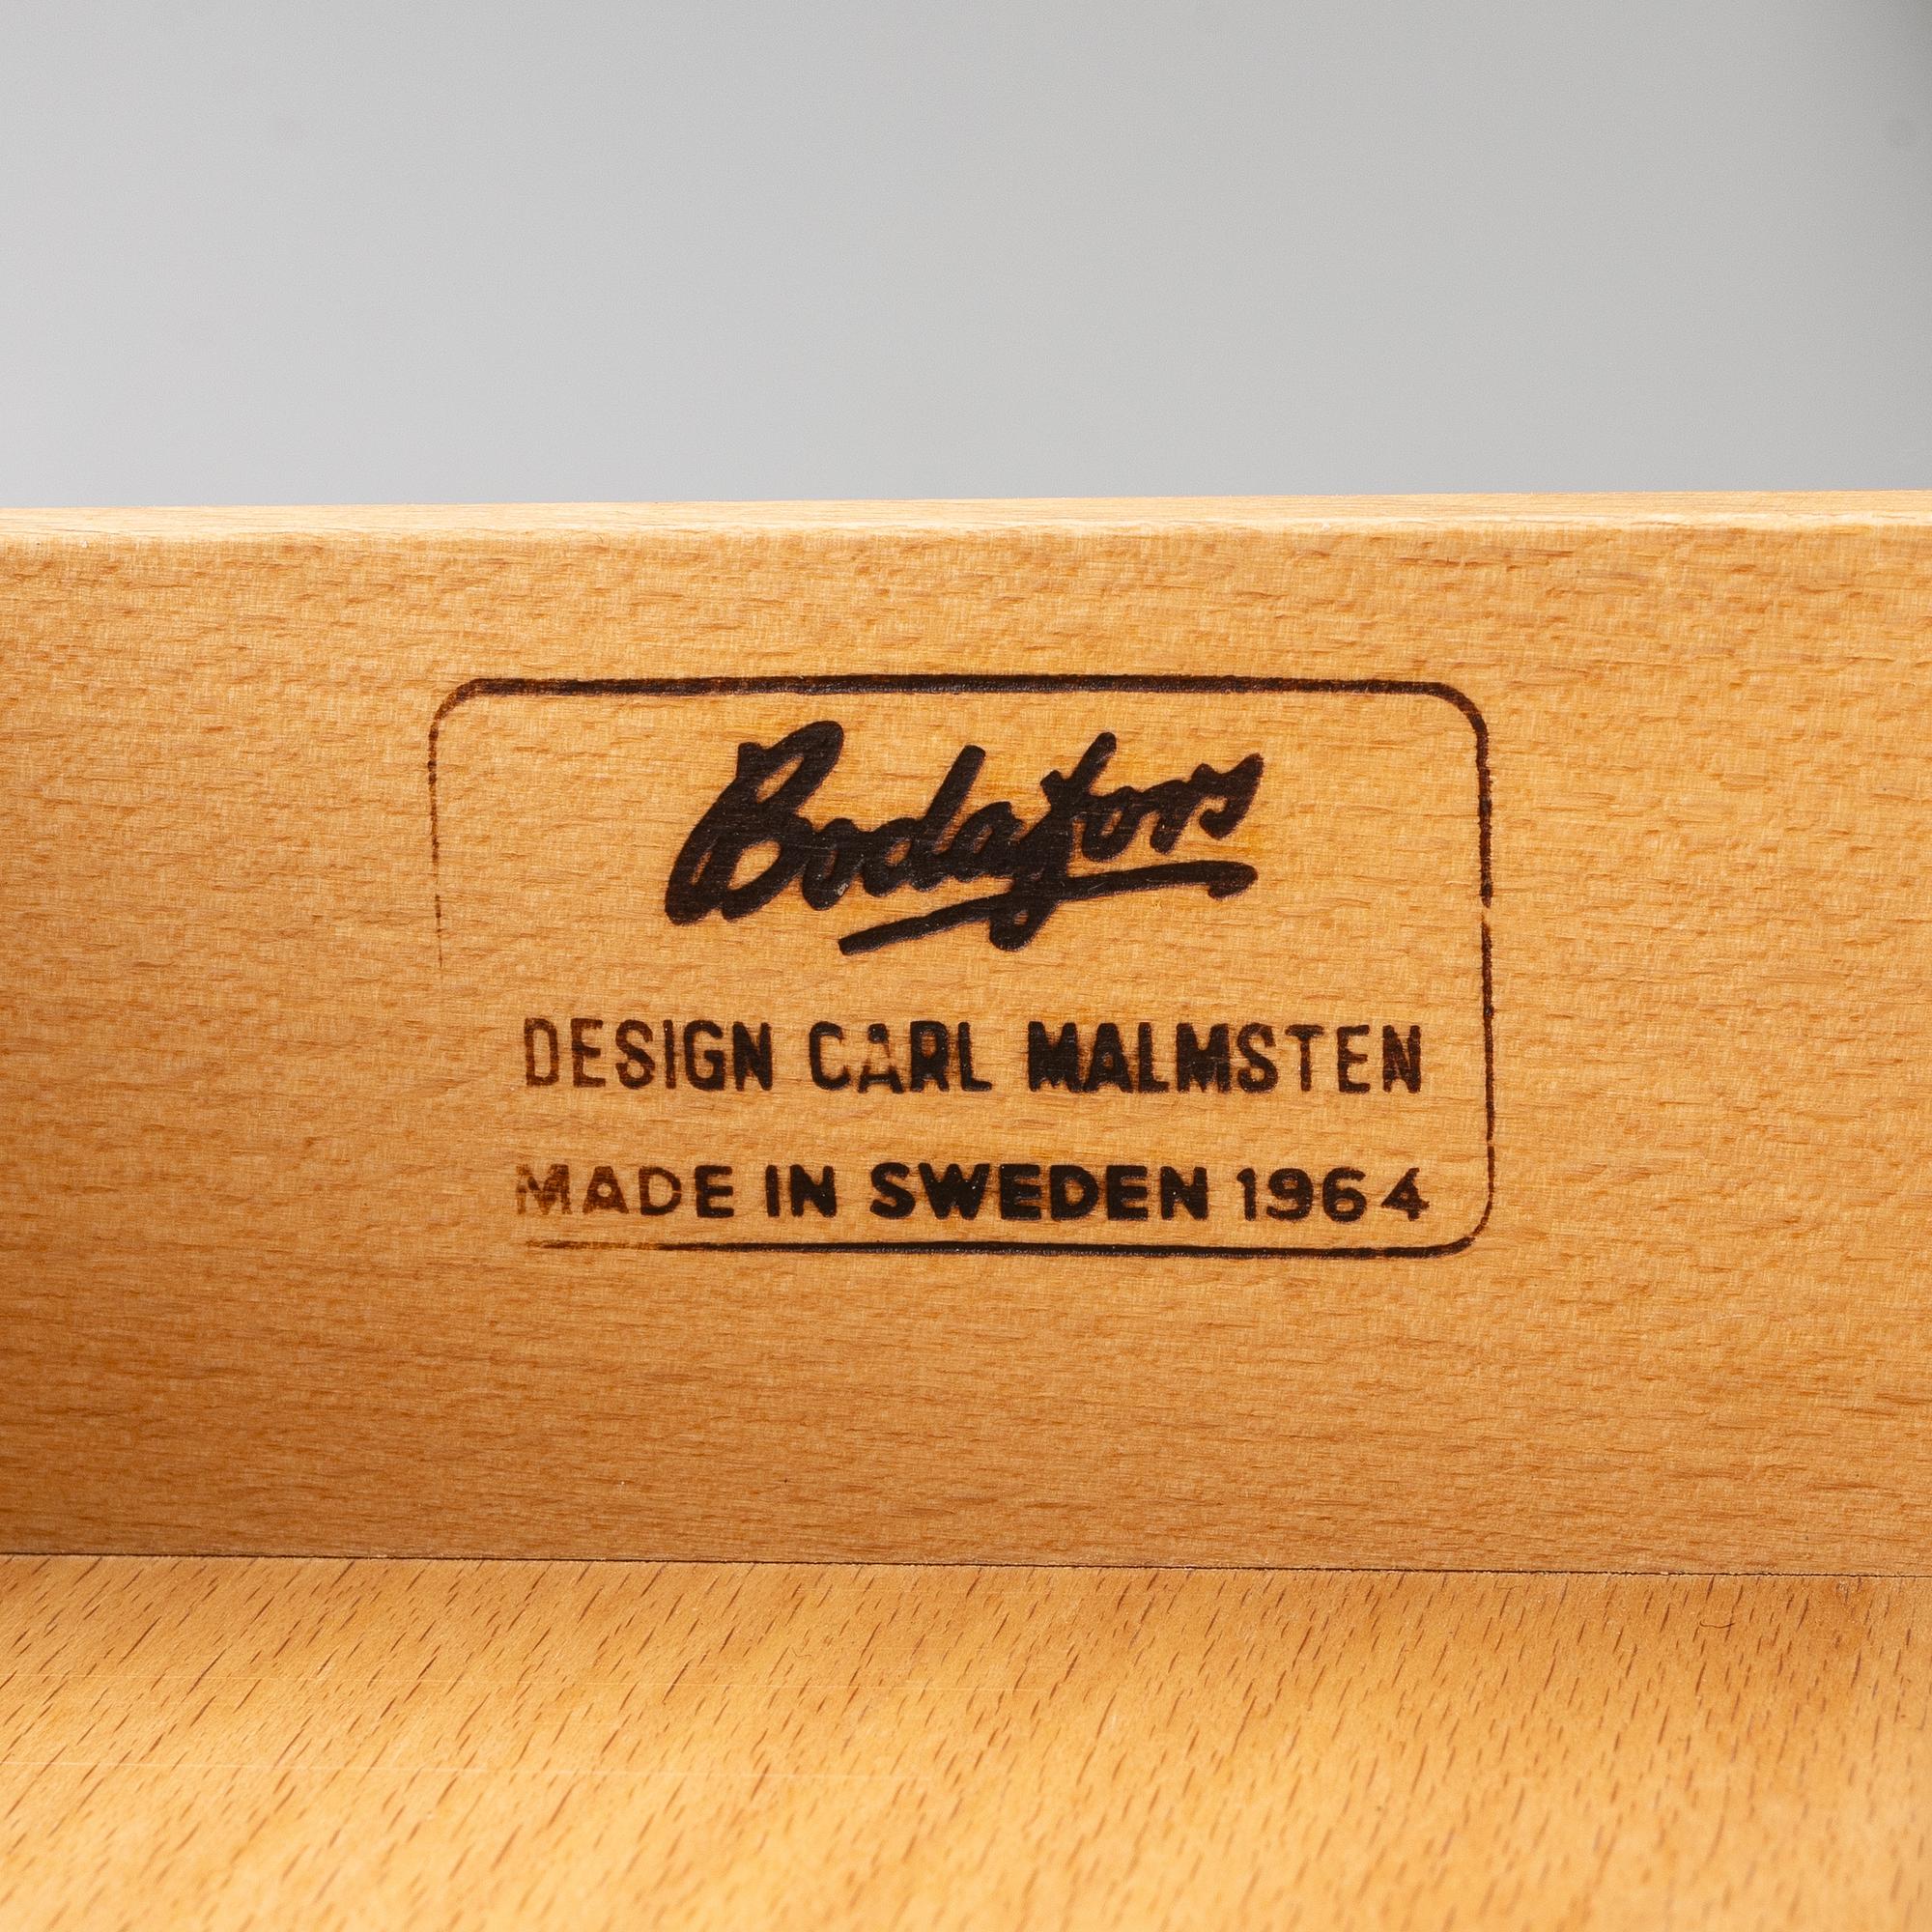 Bodafors
DESIGN CARL MALMSTEN
MADE IN SWEDEN 1964